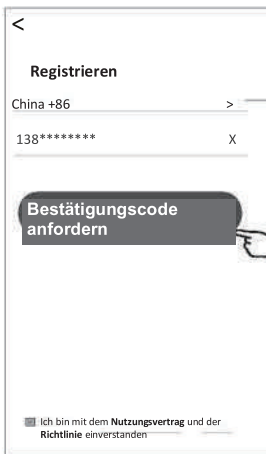 <
Registrieren
China +86 >
138******** X
Bestätigungscode
anfordern
Ich bin mit dem Nutzungsvertrag und der
Richtlinie einverstanden